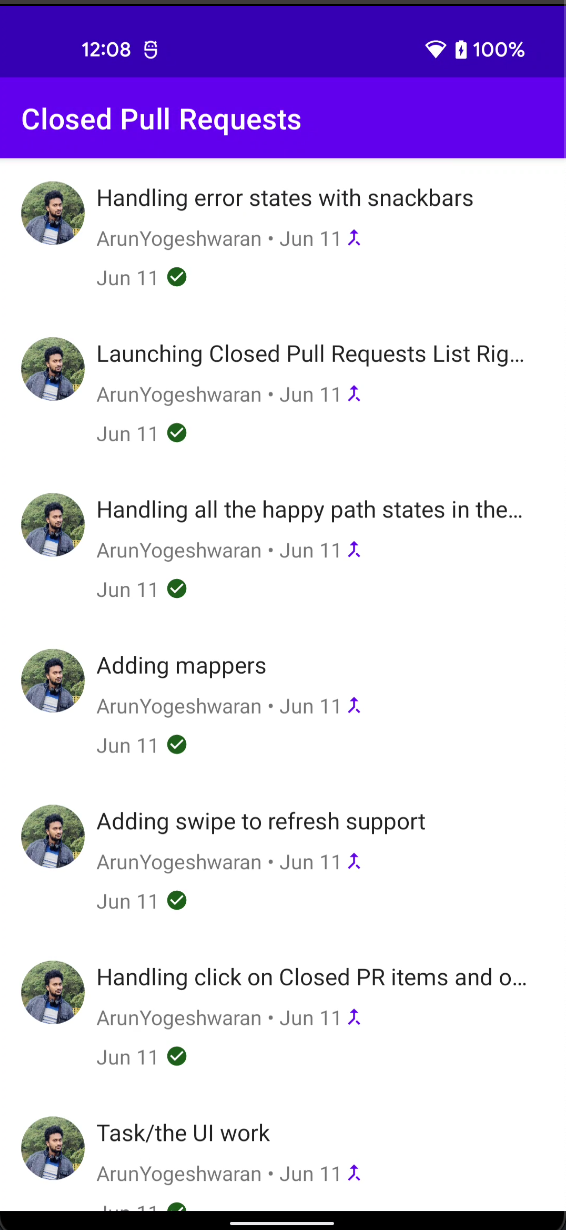 12:08 100%
Closed Pull Requests
Handling error states with snackbars
ArunYogeshwaran • Jun 11
Jun 11
Launching Closed Pull Requests List Rig...
ArunYogeshwaran • Jun 11
Jun 11
Handling all the happy path states in the...
ArunYogeshwaran • Jun 11
Jun 11
Adding mappers
ArunYogeshwaran • Jun 11
Jun 11
Adding swipe to refresh support
ArunYogeshwaran • Jun 11
Jun 11
Handling click on Closed PR items and o...
ArunYogeshwaran • Jun 11
Jun 11
Task/the UI work
ArunYogeshwaran • Jun 11
Jun 11